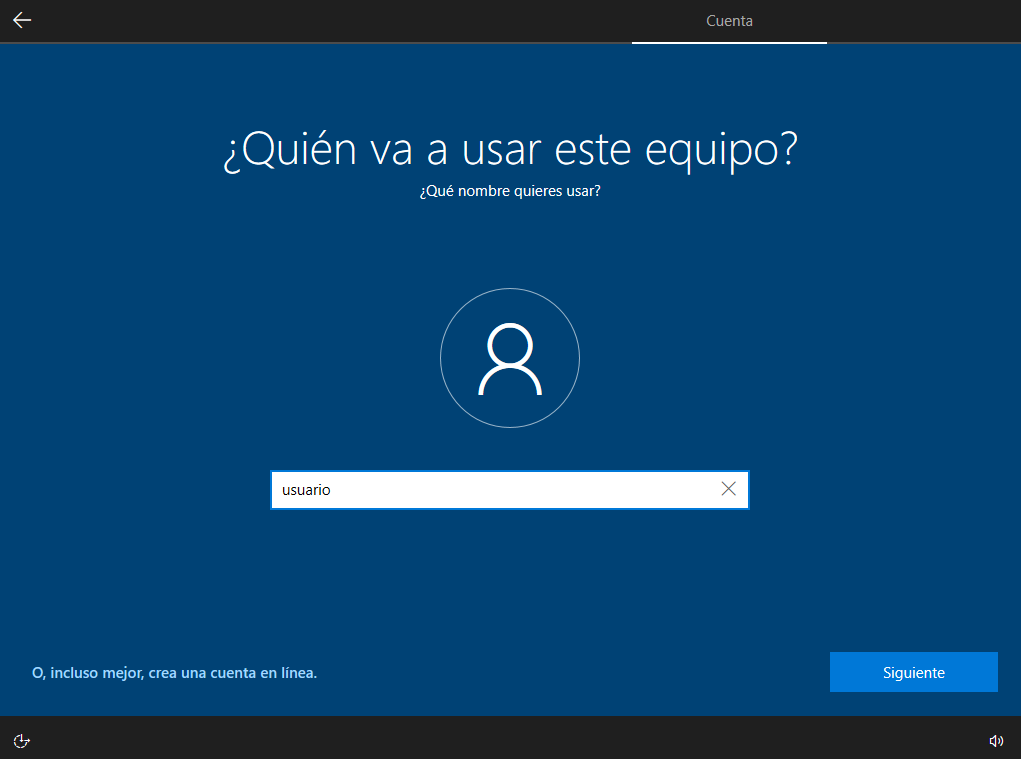 Cuenta
¿Quién va a usar este equipo?
¿Qué nombre quieres usar?
usuario
O, incluso mejor, crea una cuenta en línea.
Siguiente